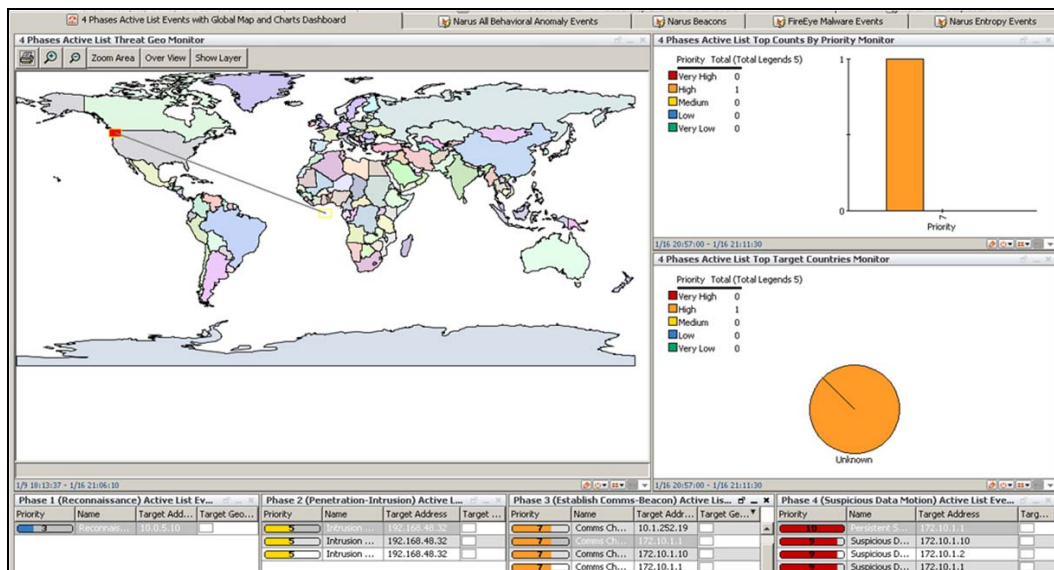 4 Phases Active List Events with Global Map and Charts Dashboard
Narus All Behavioral Anomaly Events
Narus Beacons
FireEye Malware Events
Narus Entropy Events
4 Phases Active List Threat Geo Monitor
Zoom Area Over View Show Layer
1/9 18:13:37 - 1/16 21:06:10
4 Phases Active List Top Counts By Priority Monitor
Priority Total (Total Legends 5)
Very High 0
High 1
Medium 0
Low 0
Very Low 0
1
0
7
Priority
1/16 20:57:00 - 1/16 21:11:30
4 Phases Active List Top Target Countries Monitor
Priority Total (Total Legends 5)
Very High 0
High 1
Medium 0
Low 0
Very Low 0
Unknown
1/16 20:57:00 - 1/16 21:11:30
Phase 1 (Reconnaissance) Active List Ev...
Priority Name Target Add... Target Geo...
3 Reconnais... 10.0.5.10
Phase 2 (Penetration-Intrusion) Active L...
Priority Name Target Address Target ...
5 Intrusion ... 192.168.48.32
5 Intrusion ... 192.168.48.32
5 Intrusion ... 192.168.48.32
Phase 3 (Establish Comms-Beacon) Active Lis...
Priority Name Target Address Target Ge...
7 Comms Ch... 10.1.252.19
7 Comms Ch... 172.10.1.1
7 Comms Ch... 172.10.1.10
7 Comms Ch... 172.10.1.1
Phase 4 (Suspicious Data Motion) Active List Eve...
Priority Name Target Address Targ...
10 Persistent S... 172.10.1.1
9 Suspicious D... 172.10.1.10
9 Suspicious D... 172.10.1.2
9 Suspicious D... 172.10.1.1